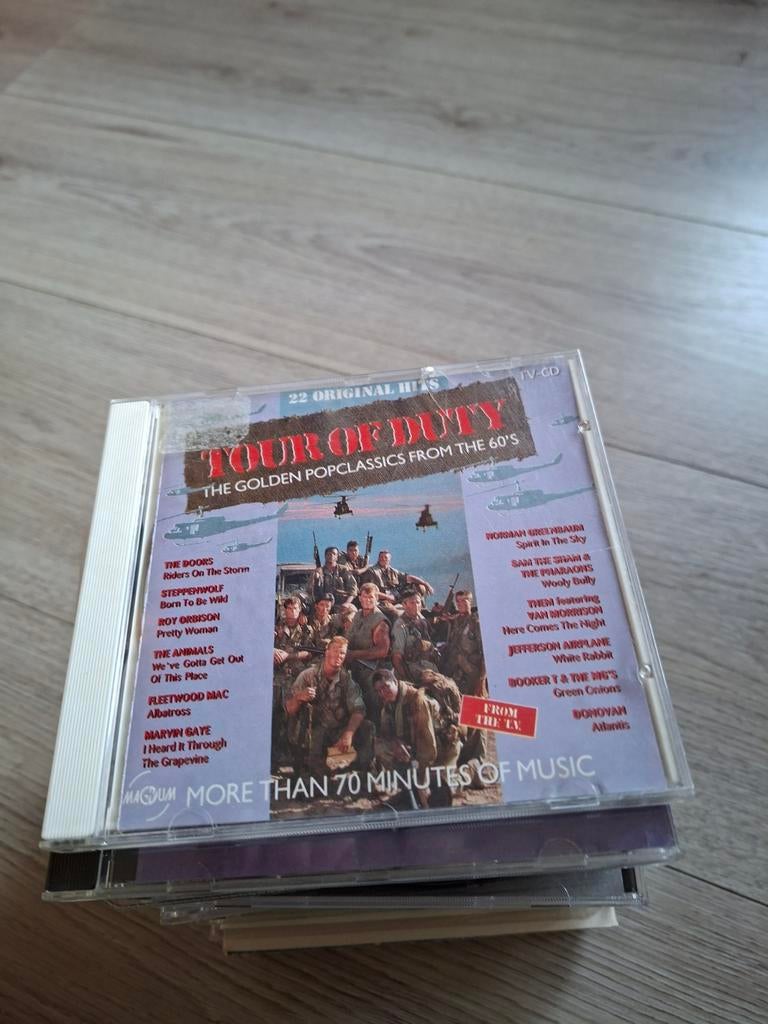 22 ORIGINAL HITS
TV-CD
TOUR OF DUTY
THE GOLDEN POPCLASSICS FROM THE 60'S
THE DOORS
Riders On The Storm
STEPPENWOLF
Born To Be Wild
ROY ORBISON
Pretty Woman
THE ANIMALS
We've Gotta Get Out
Of This Place
FLEETWOOD MAC
Albatross
MARVIN GAYE
I Heard It Through
The Grapevine
NORMAN GREENBAUM
Spirit In The Sky
SAM THE SHAM &
THE PHARAOHS
Wooly Bully
THEM featuring
VAN MORRISON
Here Comes The Night
JEFFERSON AIRPLANE
White Rabbit
BOOKER T & THE MG'S
Green Onions
DONOVAN
Atlantis
FROM
THE T.V.
MAGNUM
MORE THAN 70 MINUTES OF MUSIC